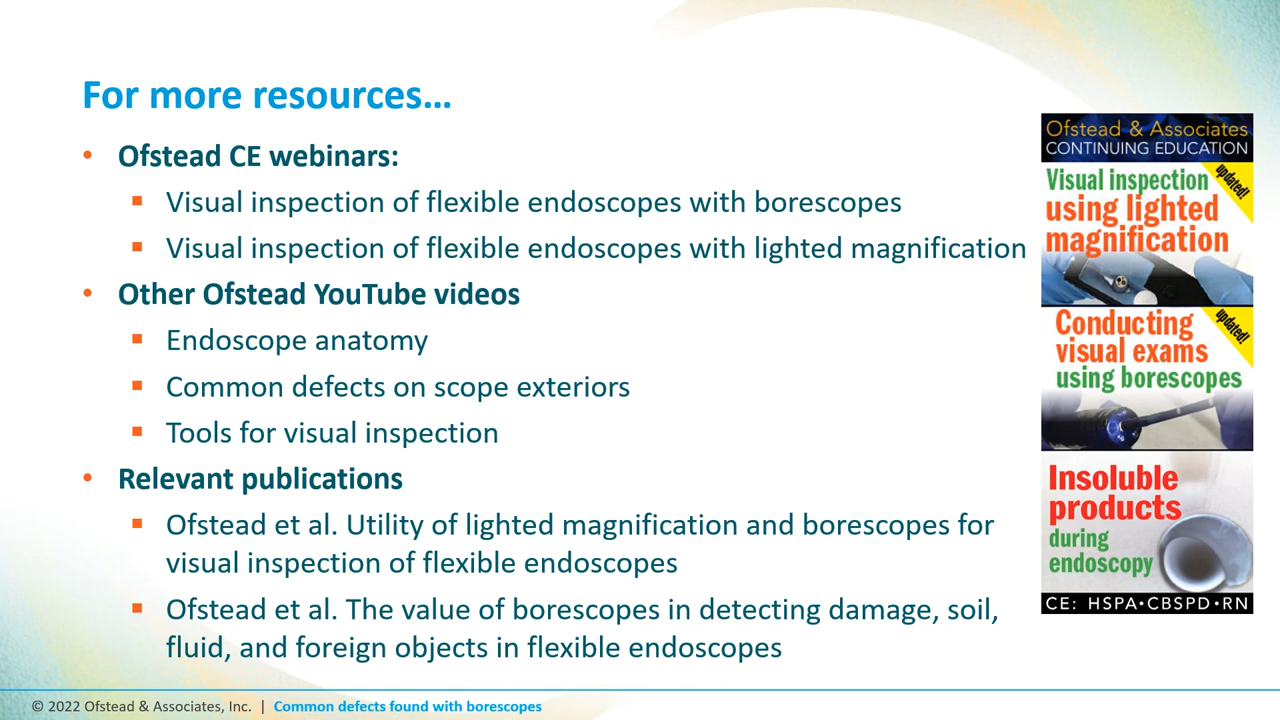 For more resources…
• Ofstead CE webinars:
▪ Visual inspection of flexible endoscopes with borescopes
▪ Visual inspection of flexible endoscopes with lighted magnification
• Other Ofstead YouTube videos
▪ Endoscope anatomy
▪ Common defects on scope exteriors
▪ Tools for visual inspection
• Relevant publications
▪ Ofstead et al. Utility of lighted magnification and borescopes for
visual inspection of flexible endoscopes
▪ Ofstead et al. The value of borescopes in detecting damage, soil,
fluid, and foreign objects in flexible endoscopes
Ofstead & Associates
CONTINUING EDUCATION
Visual inspection
using lighted
magnification
updated!
Conducting
visual exams
using borescopes
updated!
Insoluble
products
during
endoscopy
CE: HSPA•CBSPD•RN
© 2022 Ofstead & Associates, Inc. | Common defects found with borescopes